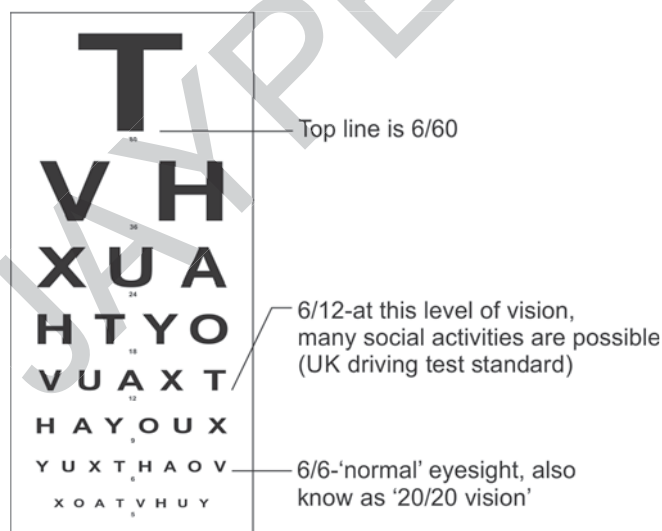 T
Top line is 6/60
60
V H
36
X U A
24
6/12-at this level of vision,
many social activities are possible
(UK driving test standard)
H T Y O
18
V U A X T
12
H A Y O U X
9
Y U X T H A O V
6
6/6-‘normal’ eyesight, also
know as ‘20/20 vision’
X O A T V H U Y
5
JAYPE